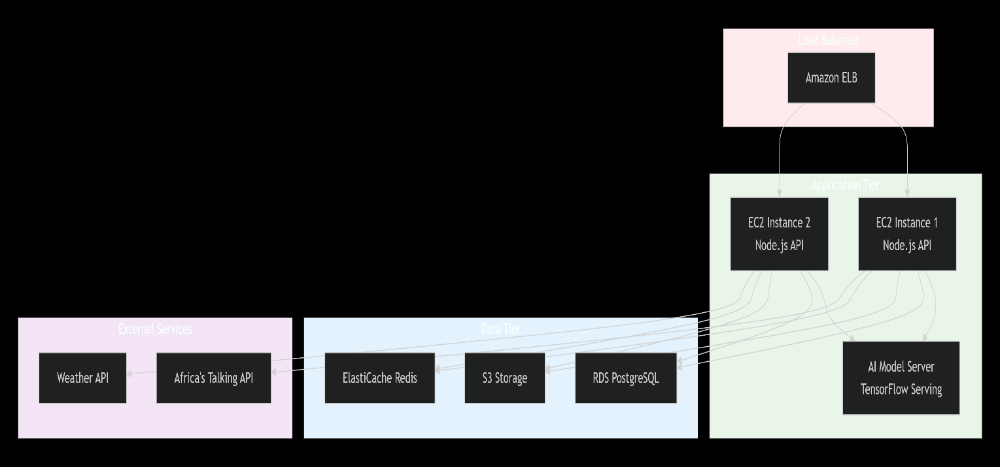 Load Balancer
Amazon ELB
Application Tier
EC2 Instance 2
Node.js API
EC2 Instance 1
Node.js API
External Services
Weather API
Africa's Talking API
Data Tier
ElastiCache Redis
S3 Storage
RDS PostgreSQL
AI Model Server
TensorFlow Serving